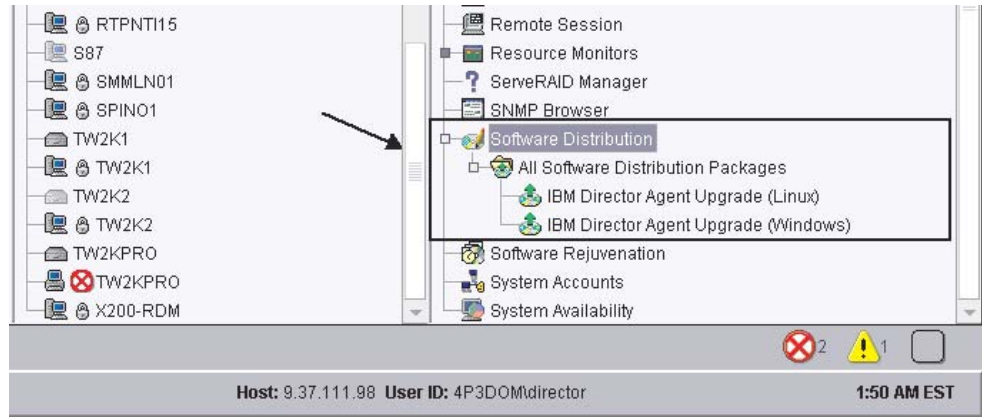 RTPNTI15
S87
SMMLN01
SPINO1
TW2K1
TW2K1
TW2K2
TW2K2
TW2KPRO
TW2KPRO
X200-RDM
Remote Session
Resource Monitors
ServeRAID Manager
SNMP Browser
Software Distribution
All Software Distribution Packages
IBM Director Agent Upgrade (Linux)
IBM Director Agent Upgrade (Windows)
Software Rejuvenation
System Accounts
System Availability
2 1
Host: 9.37.111.98 User ID: 4P3DOM\director 1:50 AM EST